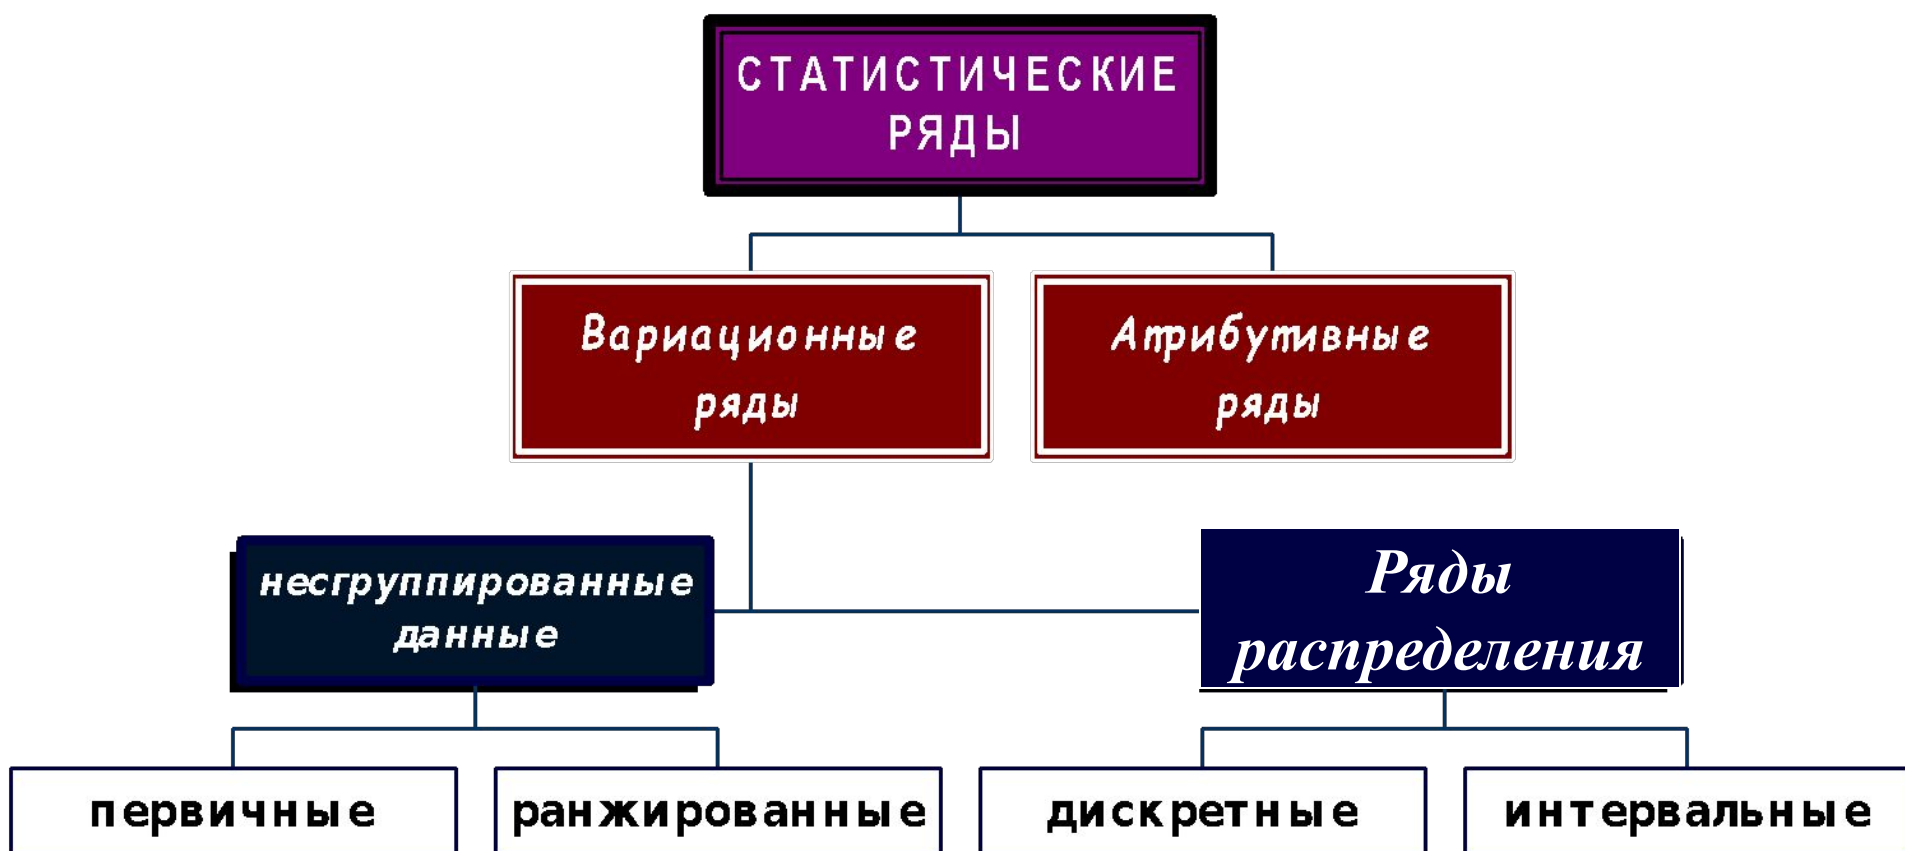 СТАТИСТИЧЕСКИЕ
РЯДЫ
Вариационные
ряды
Атрибутивные
ряды
несгруппированные
данные
Ряды
распределения
первичные
ранжированные
дискретные
интервальные